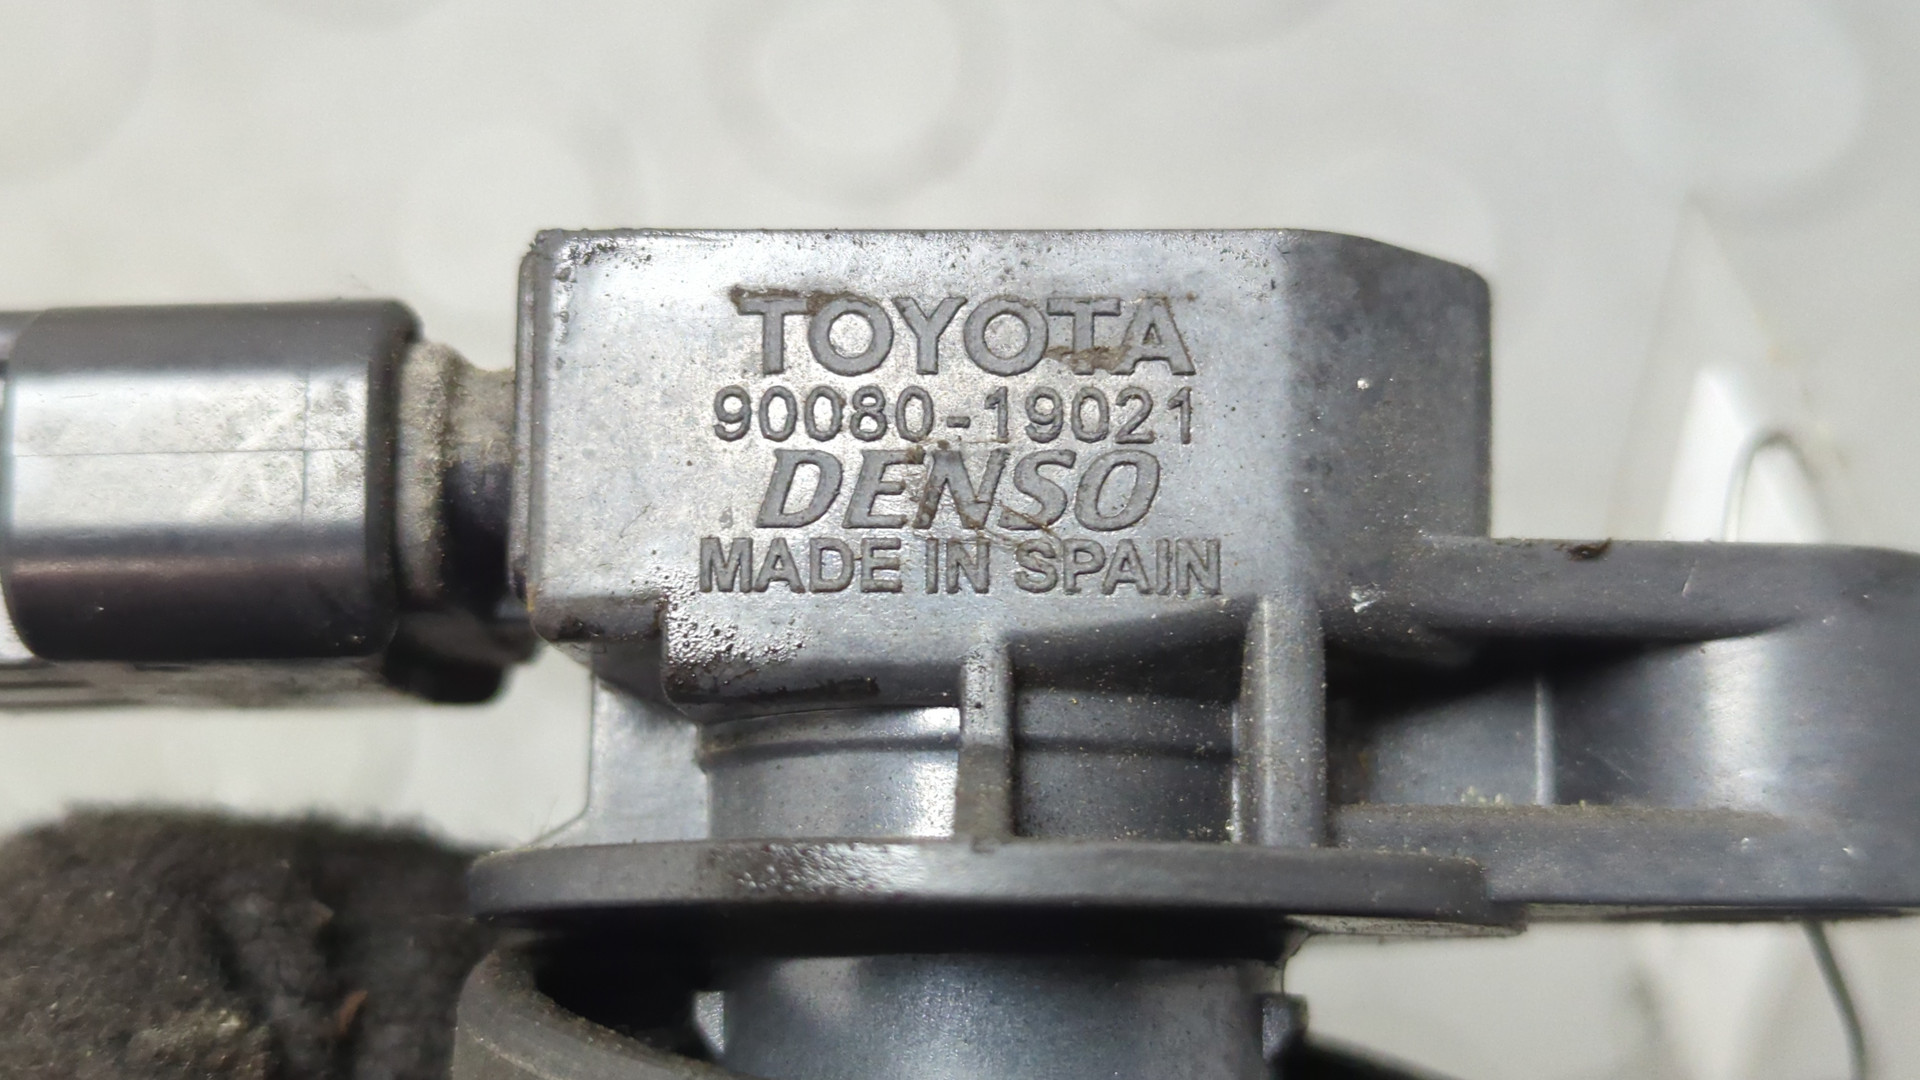 TOYOTA
90080-19021
DENSO
MADE IN SPAIN